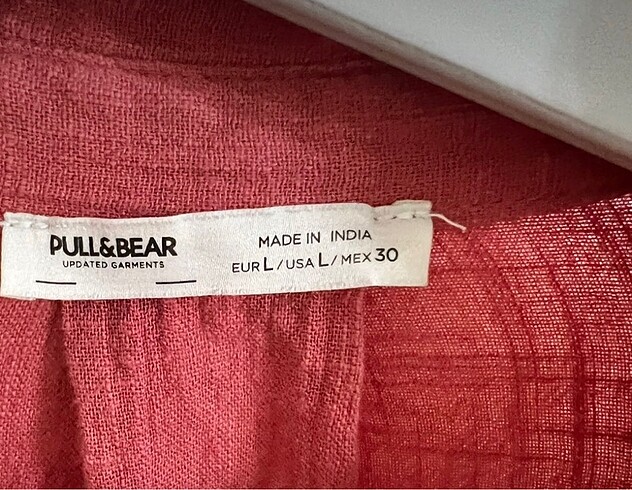 PULL&BEAR
UPDATED GARMENTS
MADE IN INDIA
EUR L / USA L / MEX 30